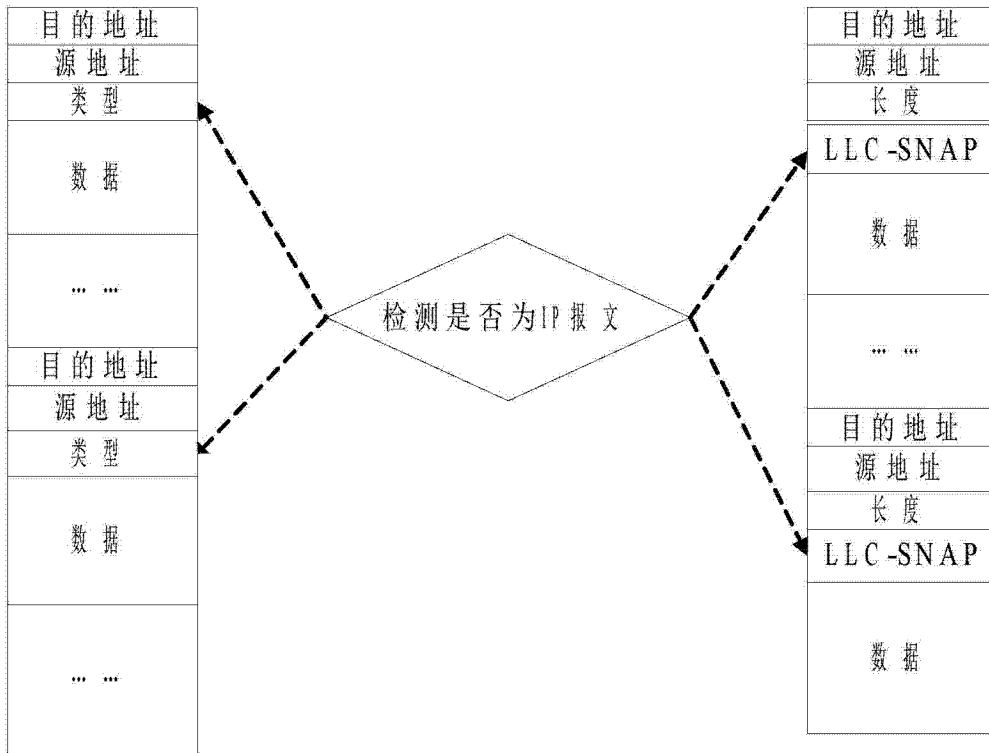 目的地址
源地址
类型
数据
... ...
目的地址
源地址
类型
数据
... ...
检测是否为IP报文
目的地址
源地址
长度
LLC-SNAP
数据
... ...
目的地址
源地址
长度
LLC-SNAP
数据